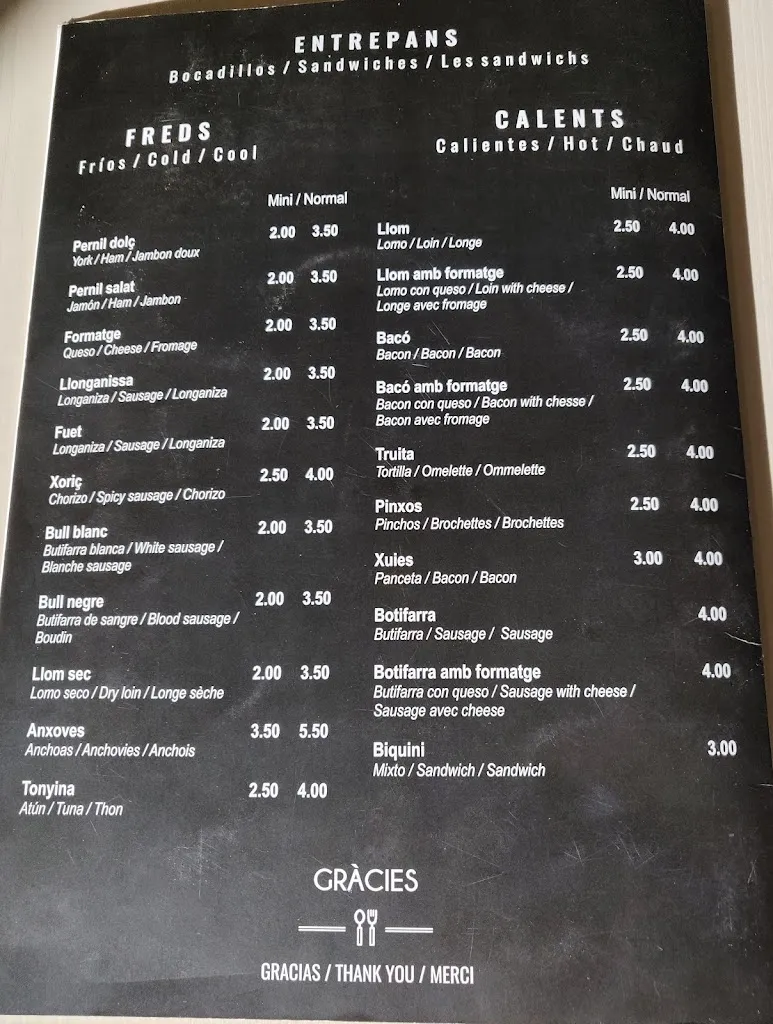 ENTREPANS
Bocadillos / Sandwiches / Les sandwichs
FREDS
Fríos / Cold / Cool
Mini / Normal
Pernil dolç 2.00 3.50
York / Ham / Jambon doux
Pernil salat 2.00 3.50
Jamón / Ham / Jambon
Formatge 2.00 3.50
Queso / Cheese / Fromage
Llonganissa 2.00 3.50
Longaniza / Sausage / Longaniza
Fuet 2.00 3.50
Longaniza / Sausage / Longaniza
Xoriç 2.50 4.00
Chorizo / Spicy sausage / Chorizo
Bull blanc 2.00 3.50
Butifarra blanca / White sausage /
Blanche sausage
Bull negre 2.00 3.50
Butifarra de sangre / Blood sausage /
Boudin
Llom sec 2.00 3.50
Lomo seco / Dry loin / Longe sèche
Anxoves 3.50 5.50
Anchoas / Anchovies / Anchois
Tonyina 2.50 4.00
Atún / Tuna / Thon
CALENTS
Calientes / Hot / Chaud
Mini / Normal
Llom 2.50 4.00
Lomo / Loin / Longe
Llom amb formatge 2.50 4.00
Lomo con queso / Loin with cheese /
Longe avec fromage
Bacó 2.50 4.00
Bacon / Bacon / Bacon
Bacó amb formatge 2.50 4.00
Bacon con queso / Bacon with chesse /
Bacon avec fromage
Truita 2.50 4.00
Tortilla / Omelette / Ommelette
Pinxos 2.50 4.00
Pinchos / Brochettes / Brochettes
Xuies 3.00 4.00
Panceta / Bacon / Bacon
Botifarra 4.00
Butifarra / Sausage / Sausage
Botifarra amb formatge 4.00
Butifarra con queso / Sausage with cheese /
Sausage avec cheese
Biquini 3.00
Mixto / Sandwich / Sandwich
GRÀCIES
GRACIAS / THANK YOU / MERCI